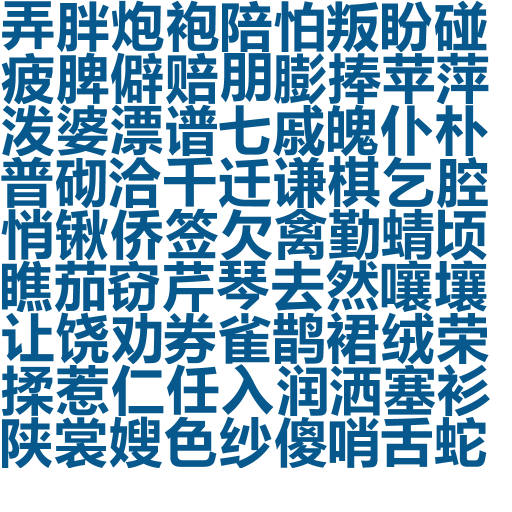 弄胖炮袍陪怕叛盼碰
疲脾僻赔朋膨捧苹萍
泼婆漂谱七戚魄仆朴
普砌洽千迁谦棋乞腔
悄锹侨签欠禽勤蜻顷
瞧茄窃芹琴去然嚷壤
让饶劝券雀鹊裙绒荣
揉惹仁任入润洒塞衫
陕裳嫂色纱傻哨舌蛇